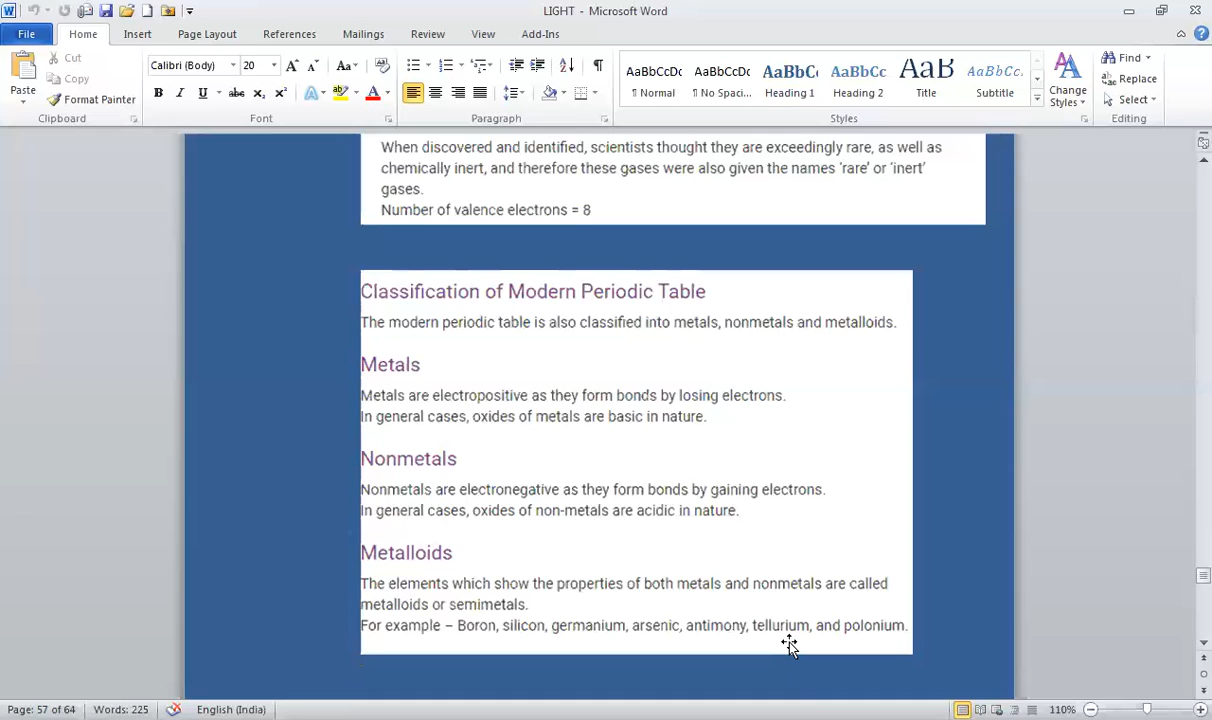 LIGHT - Microsoft Word
File Home Insert Page Layout References Mailings Review View Add-Ins
Cut
Copy
Format Painter
Paste
Clipboard
Calibri (Body) 20
Font
Paragraph
AaBbCcDc AaBbCcDc AaBbC AaBbCc AaB AaBbCc.
¶ Normal ¶ No Spaci... Heading 1 Heading 2 Title Subtitle
Change
Styles
Styles
Find
Replace
Select
Editing
When discovered and identified, scientists thought they are exceedingly rare, as well as
chemically inert, and therefore these gases were also given the names ‘rare’ or ‘inert’
gases.
Number of valence electrons = 8
Classification of Modern Periodic Table
The modern periodic table is also classified into metals, nonmetals and metalloids.
Metals
Metals are electropositive as they form bonds by losing electrons.
In general cases, oxides of metals are basic in nature.
Nonmetals
Nonmetals are electronegative as they form bonds by gaining electrons.
In general cases, oxides of non-metals are acidic in nature.
Metalloids
The elements which show the properties of both metals and nonmetals are called
metalloids or semimetals.
For example – Boron, silicon, germanium, arsenic, antimony, tellurium, and polonium.
Page: 57 of 64 Words: 225 English (India) 110%